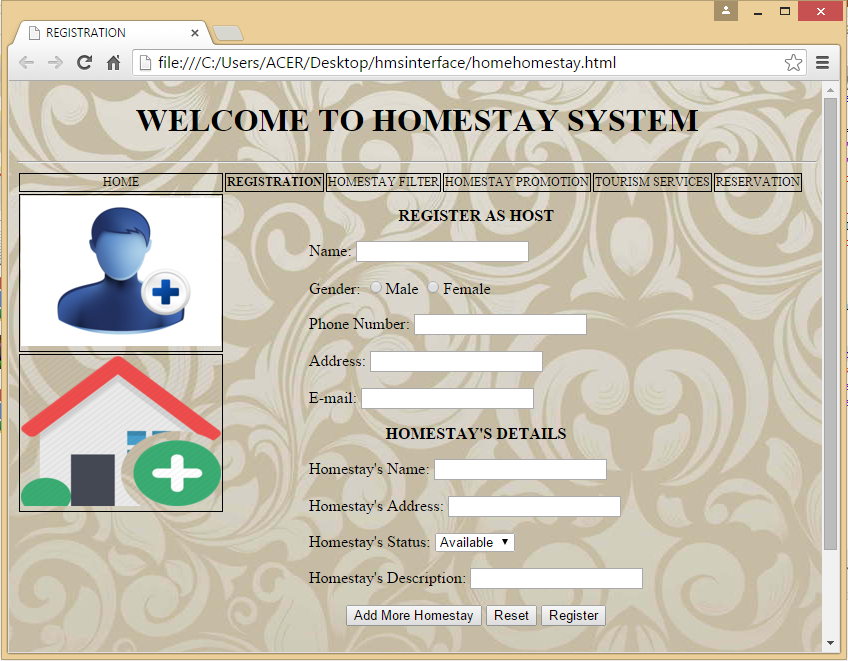 REGISTRATION
file:///C:/Users/ACER/Desktop/hmsinterface/homehomestay.html
WELCOME TO HOMESTAY SYSTEM
HOME REGISTRATION HOMESTAY FILTER HOMESTAY PROMOTION TOURISM SERVICES RESERVATION
REGISTER AS HOST
Name:
Gender: Male Female
Phone Number:
Address:
E-mail:
HOMESTAY'S DETAILS
Homestay's Name:
Homestay's Address:
Homestay's Status: Available
Homestay's Description:
Add More Homestay Reset Register